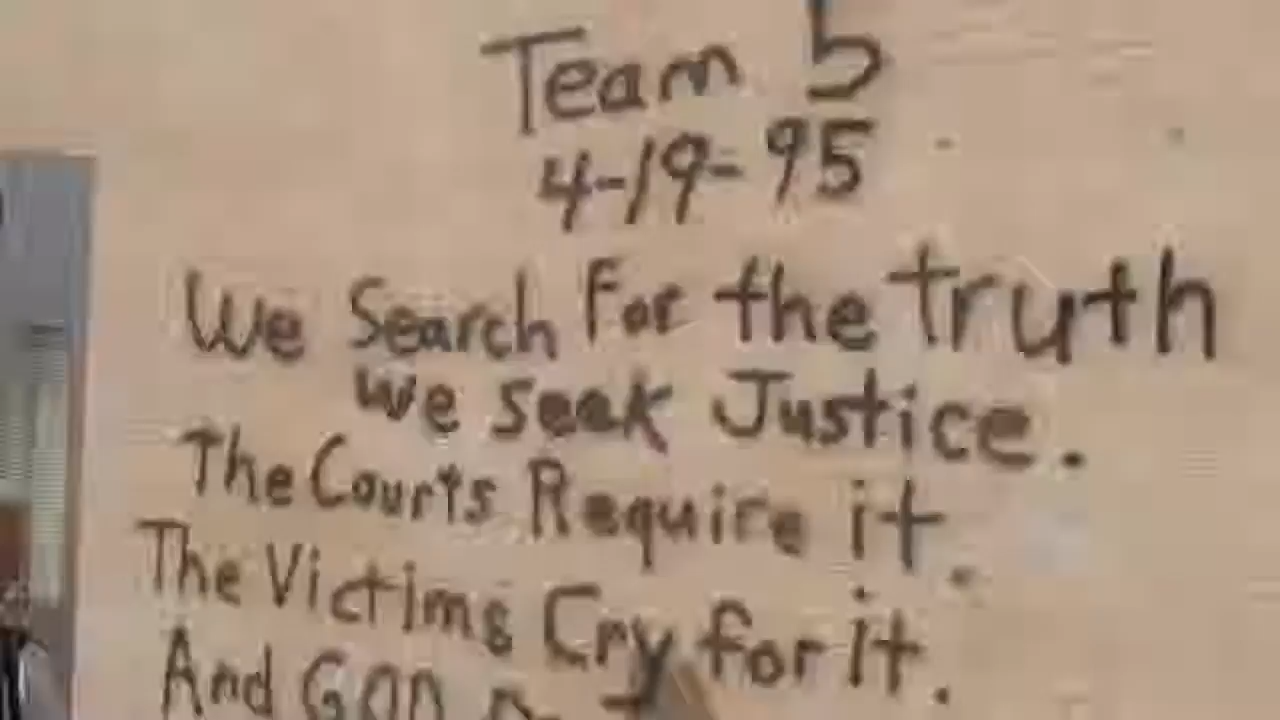 Team 5
4-19-95
We Search For the truth
we seek Justice.
The Courts Require it.
The Victims Cry for it.
And GOD